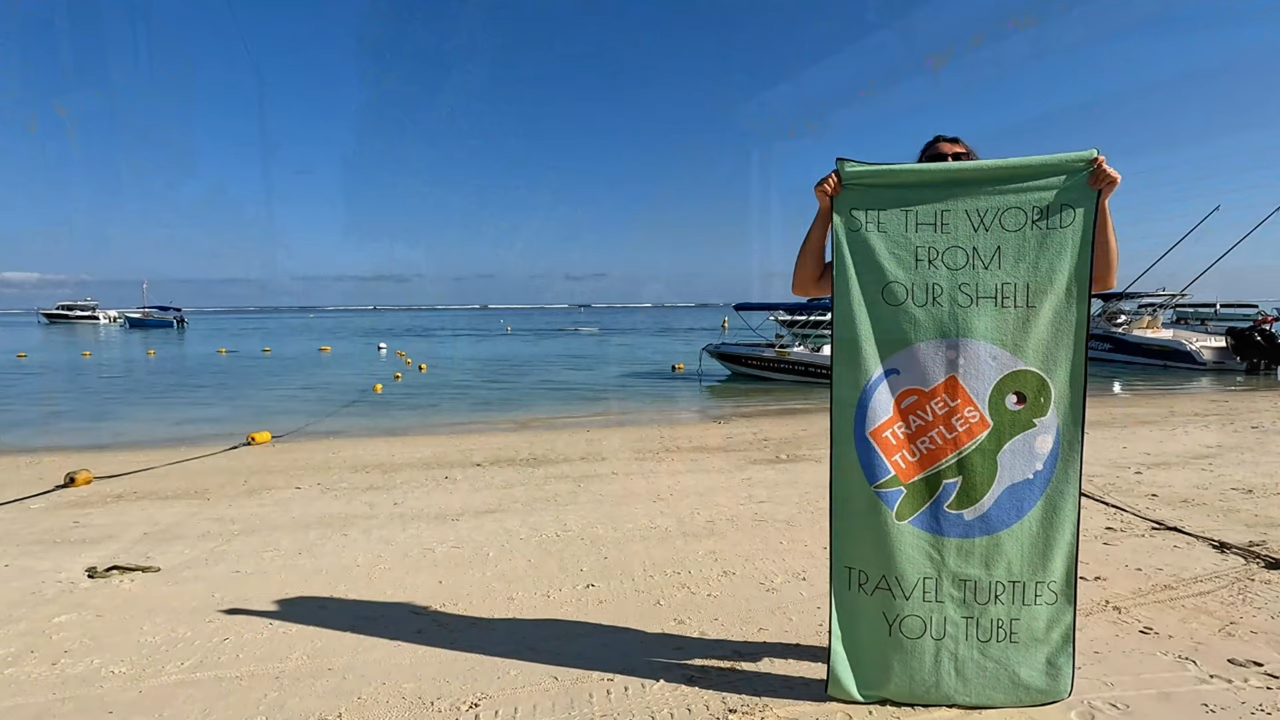 SEE THE WORLD
FROM
OUR SHELL
TRAVEL
TURTLES
TRAVEL TURTLES
YOU TUBE